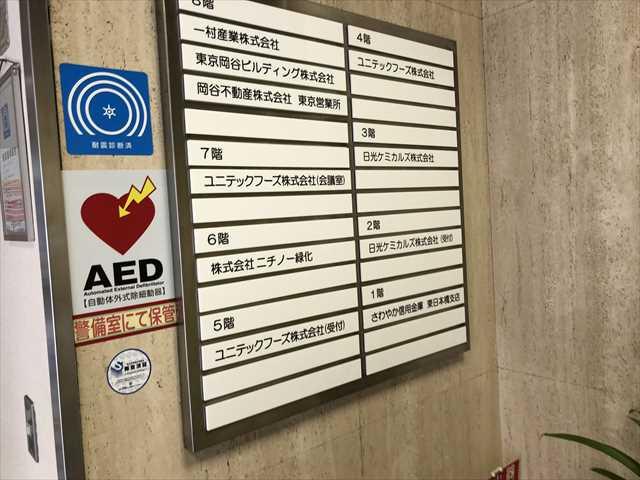 8階
一村産業株式会社
東京岡谷ビルディング株式会社
岡谷不動産株式会社 東京営業所
7階
ユニテックフーズ株式会社(会議室)
6階
株式会社 ニチノー緑化
5階
ユニテックフーズ株式会社(受付)
4階
ユニテックフーズ株式会社
3階
日光ケミカルズ株式会社
2階
日光ケミカルズ株式会社 (受付)
1階
さわやか信用金庫 東日本橋支店
耐震診断済
AED
Automated External Defibrillator
【自動体外式除細動器】
警備室にて保管